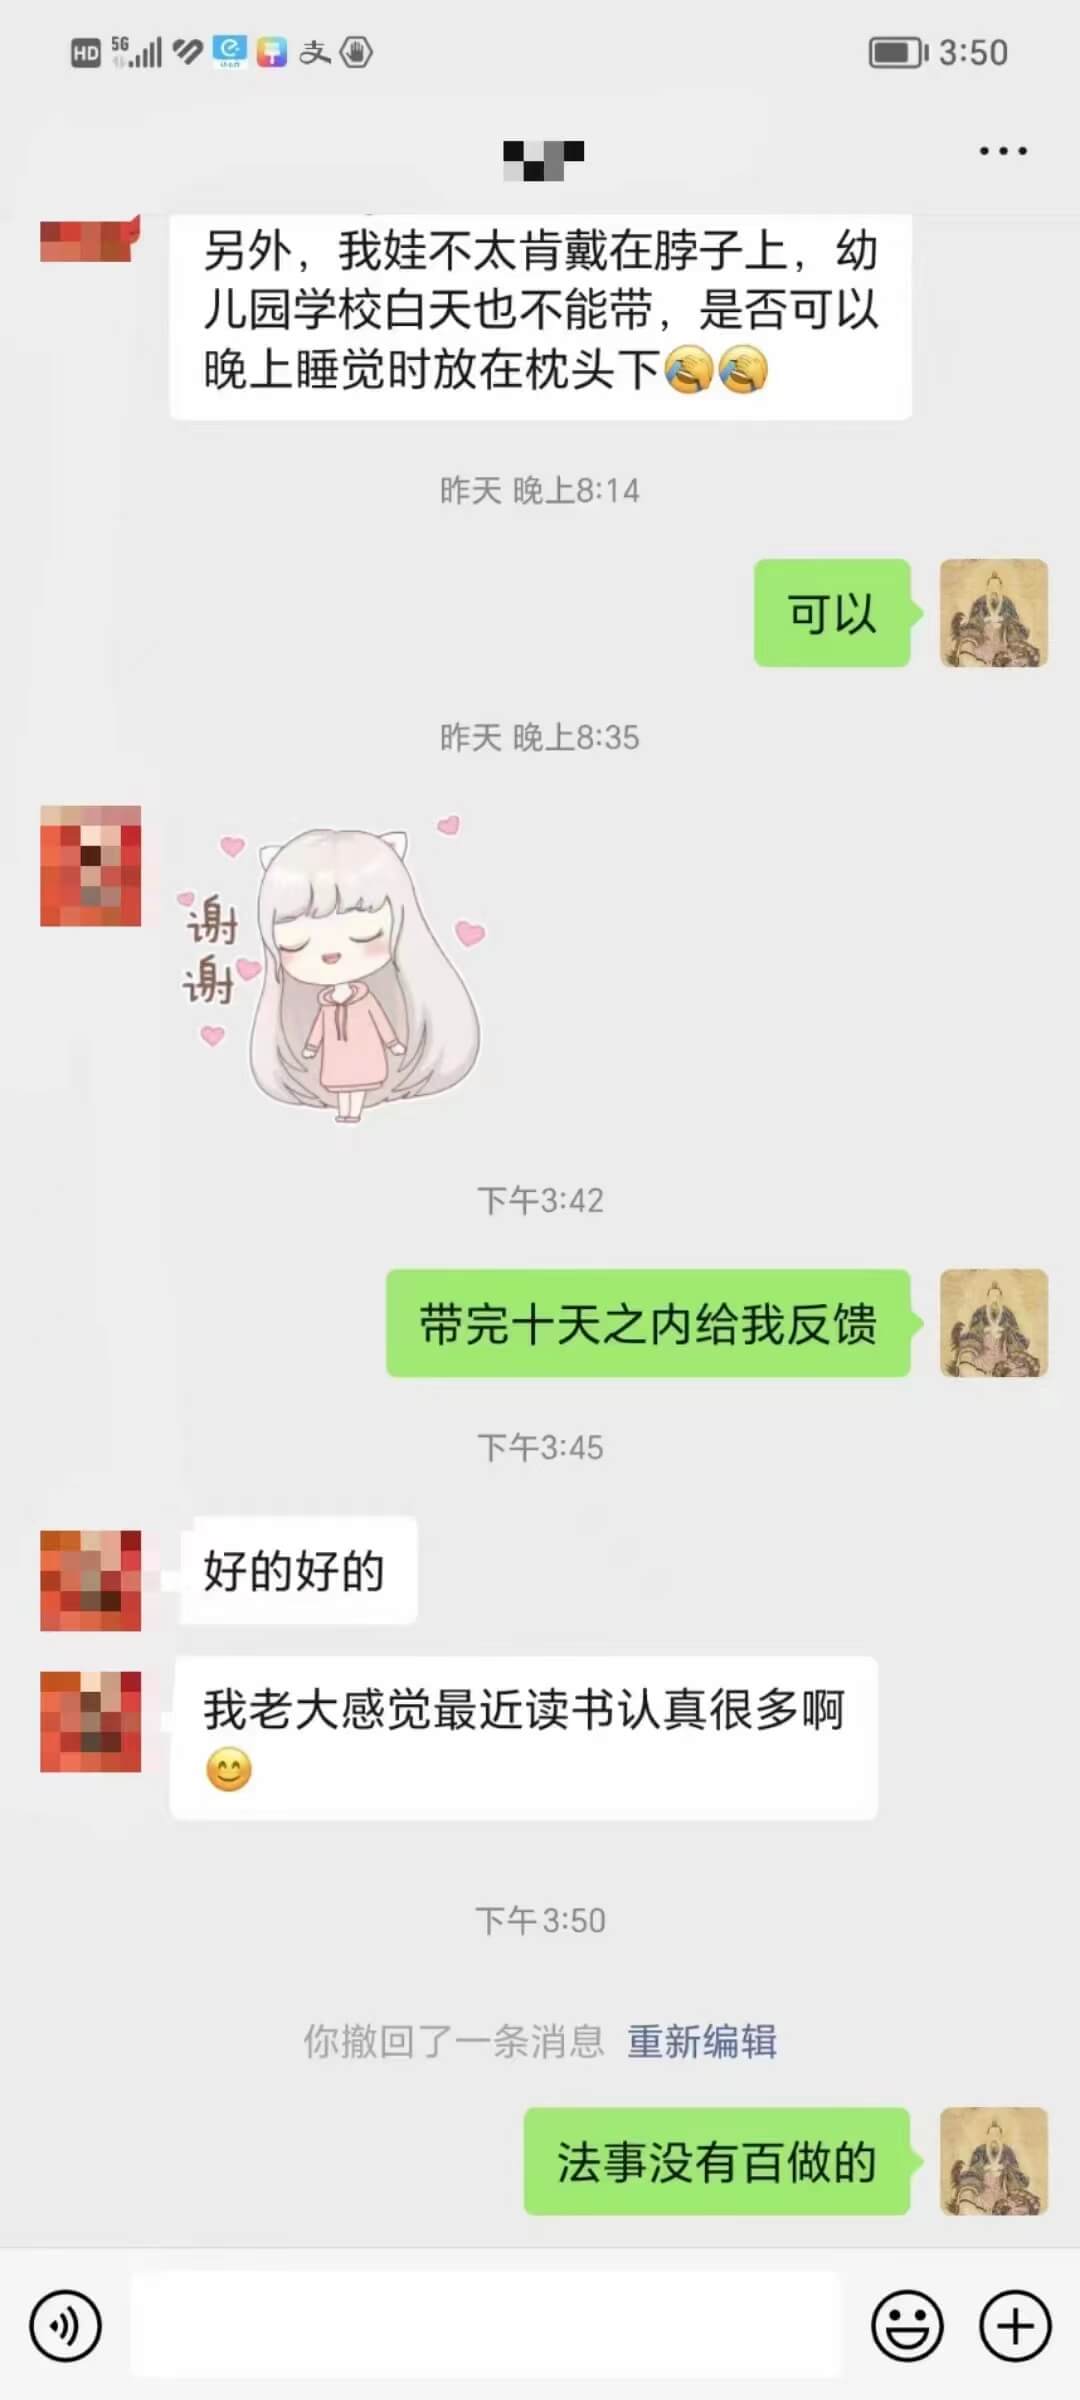 HD 5G 支 3:50
另外，我娃不太肯戴在脖子上，幼
儿园学校白天也不能带，是否可以
晚上睡觉时放在枕头下🤦🤦
昨天 晚上8:14
可以
昨天 晚上8:35
谢
谢
下午3:42
带完十天之内给我反馈
下午3:45
好的好的
我老大感觉最近读书认真很多啊
😊
下午3:50
你撤回了一条消息 重新编辑
法事没有百做的